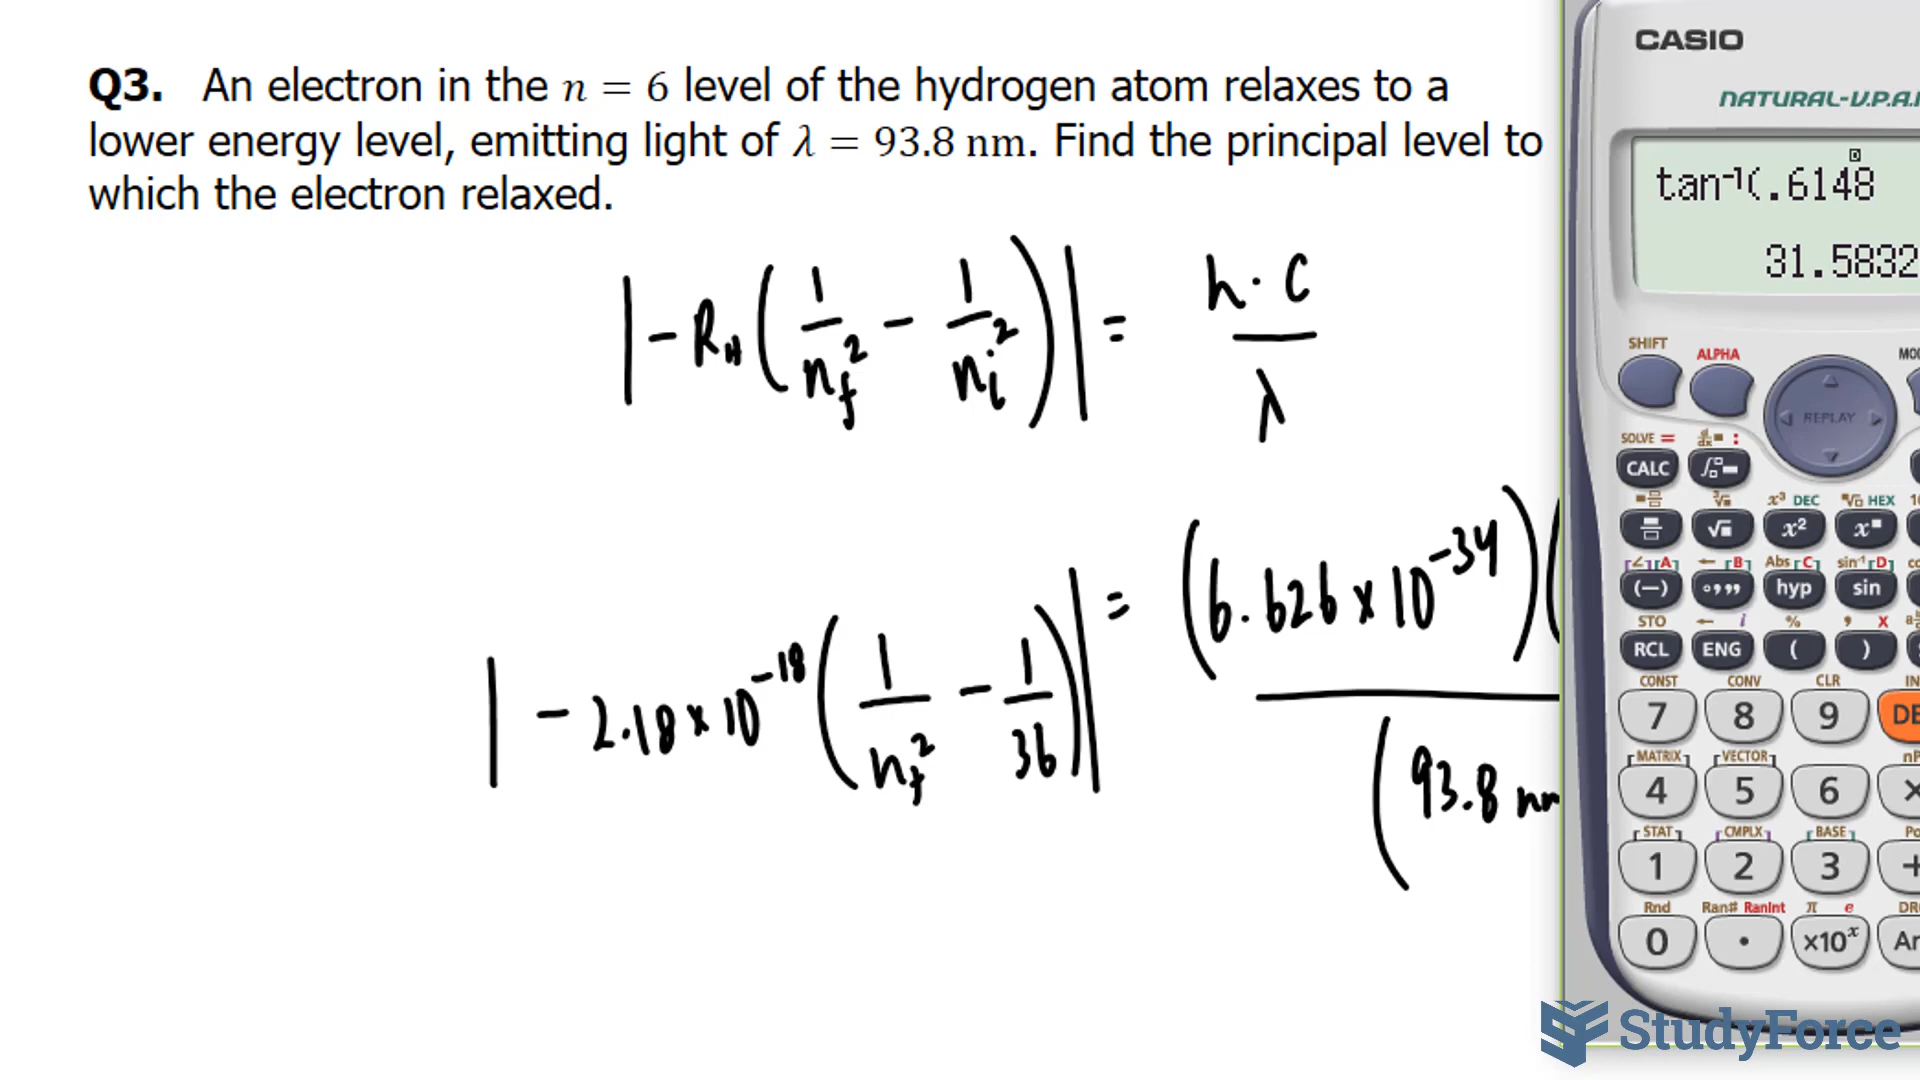 Q3. An electron in the n = 6 level of the hydrogen atom relaxes to a
lower energy level, emitting light of λ = 93.8 nm. Find the principal level to
which the electron relaxed.
|-R_H(1/n_f² - 1/n_i²)| = h·c/λ
|-2.18×10⁻¹⁸(1/n_f² - 1/36)| = (6.626×10⁻³⁴)(
(93.8 nm
CASIO
NATURAL-V.P.A.
D
tan⁻¹(.6148
31.5832
SHIFT ALPHA
REPLAY
SOLVE = d/dx :
CALC ∫
³√ x³ DEC ⁿ√ HEX
√ x² xⁿ
∠ [A] ← [B] Abs [C] sin⁻¹ [D]
(−) °,,, hyp sin
STO ← i % , X
RCL ENG ( )
CONST CONV CLR
7 8 9
MATRIX VECTOR
4 5 6 ×
STAT CMPLX BASE
1 2 3 +
Rnd Ran# RanInt π e
0 . ×10ˣ
StudyForce